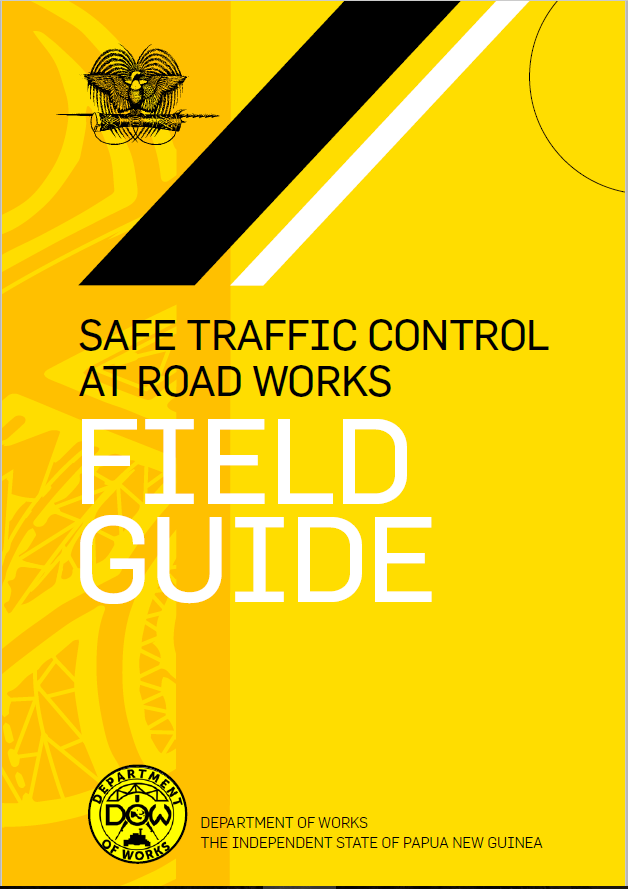 SAFE TRAFFIC CONTROL
AT ROAD WORKS
FIELD
GUIDE
DEPARTMENT
DOW
OF WORKS
DEPARTMENT OF WORKS
THE INDEPENDENT STATE OF PAPUA NEW GUINEA